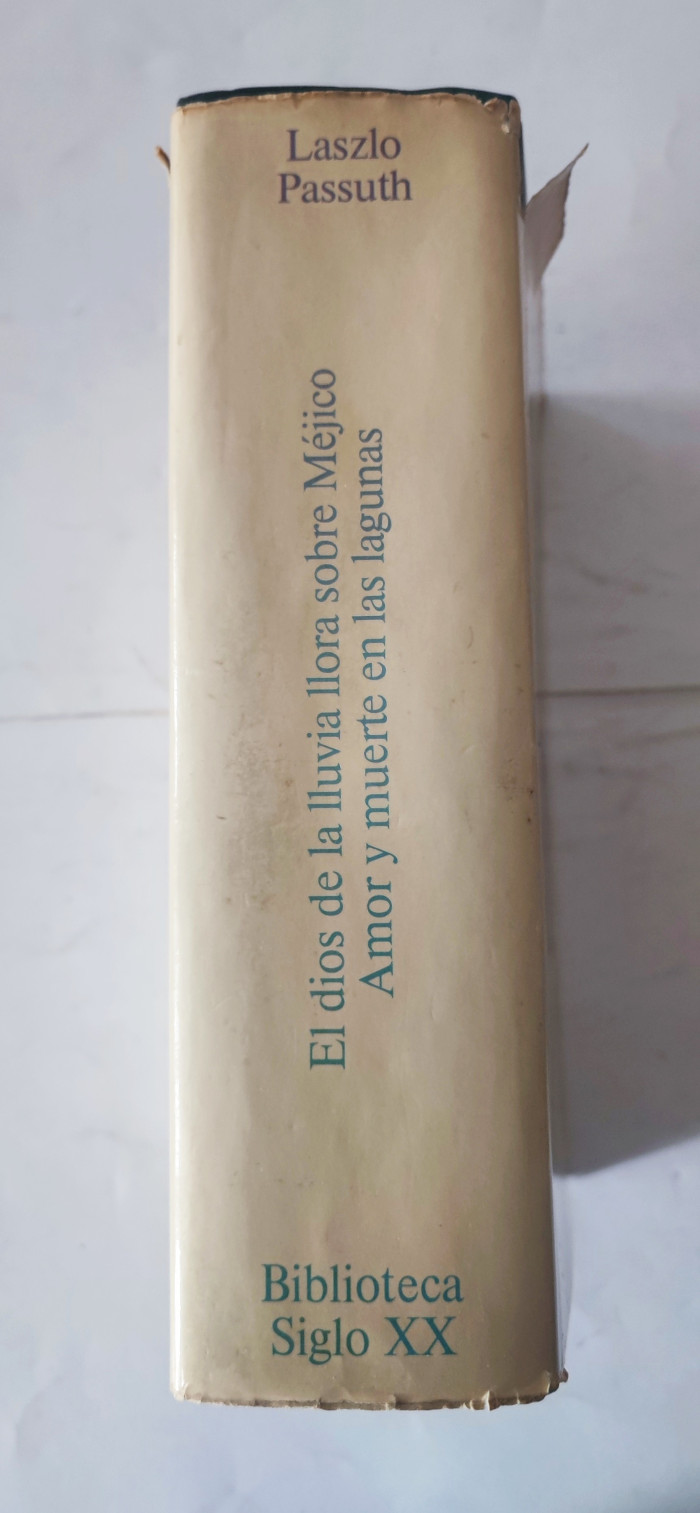 Laszlo
Passuth
El dios de la lluvia llora sobre Méjico
Amor y muerte en las lagunas
Biblioteca
Siglo XX